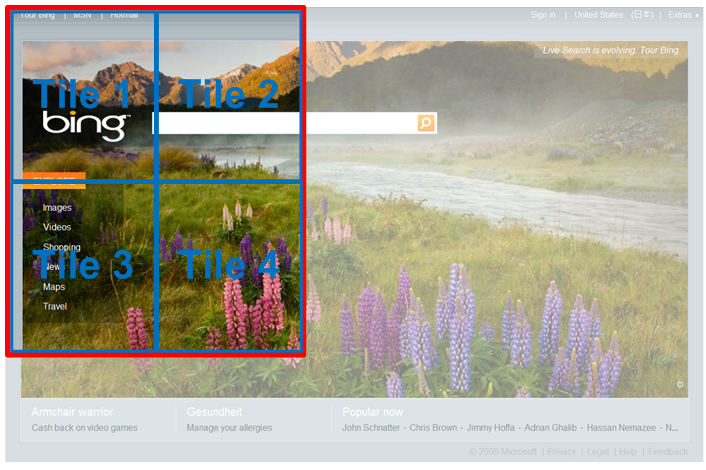 Tour Bing | MSN | Hotmail
Sign in | United States (日本) | Extras
Live Search is evolving. Tour Bing.
Tile 1
Tile 2
bing™
EXPLORE
Images
Videos
Shopping
News
Tile 3
Tile 4
Maps
Travel
©
Armchair warrior
Gesundheit
Popular now
Cash back on video games
Manage your allergies
John Schnatter · Chris Brown · Jimmy Hoffa · Adnan Ghalib · Hassan Nemazee · N...
© 2009 Microsoft | Privacy | Legal | Help | Feedback